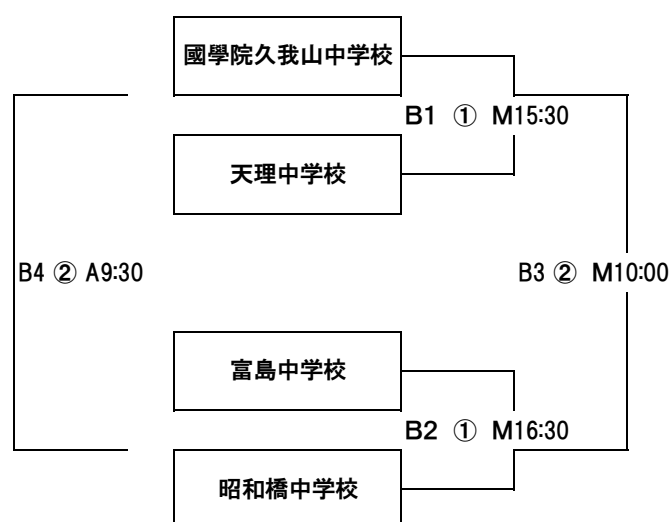 國學院久我山中学校
B1 ① M15:30
天理中学校
B4 ② A9:30
B3 ② M10:00
富島中学校
B2 ① M16:30
昭和橋中学校